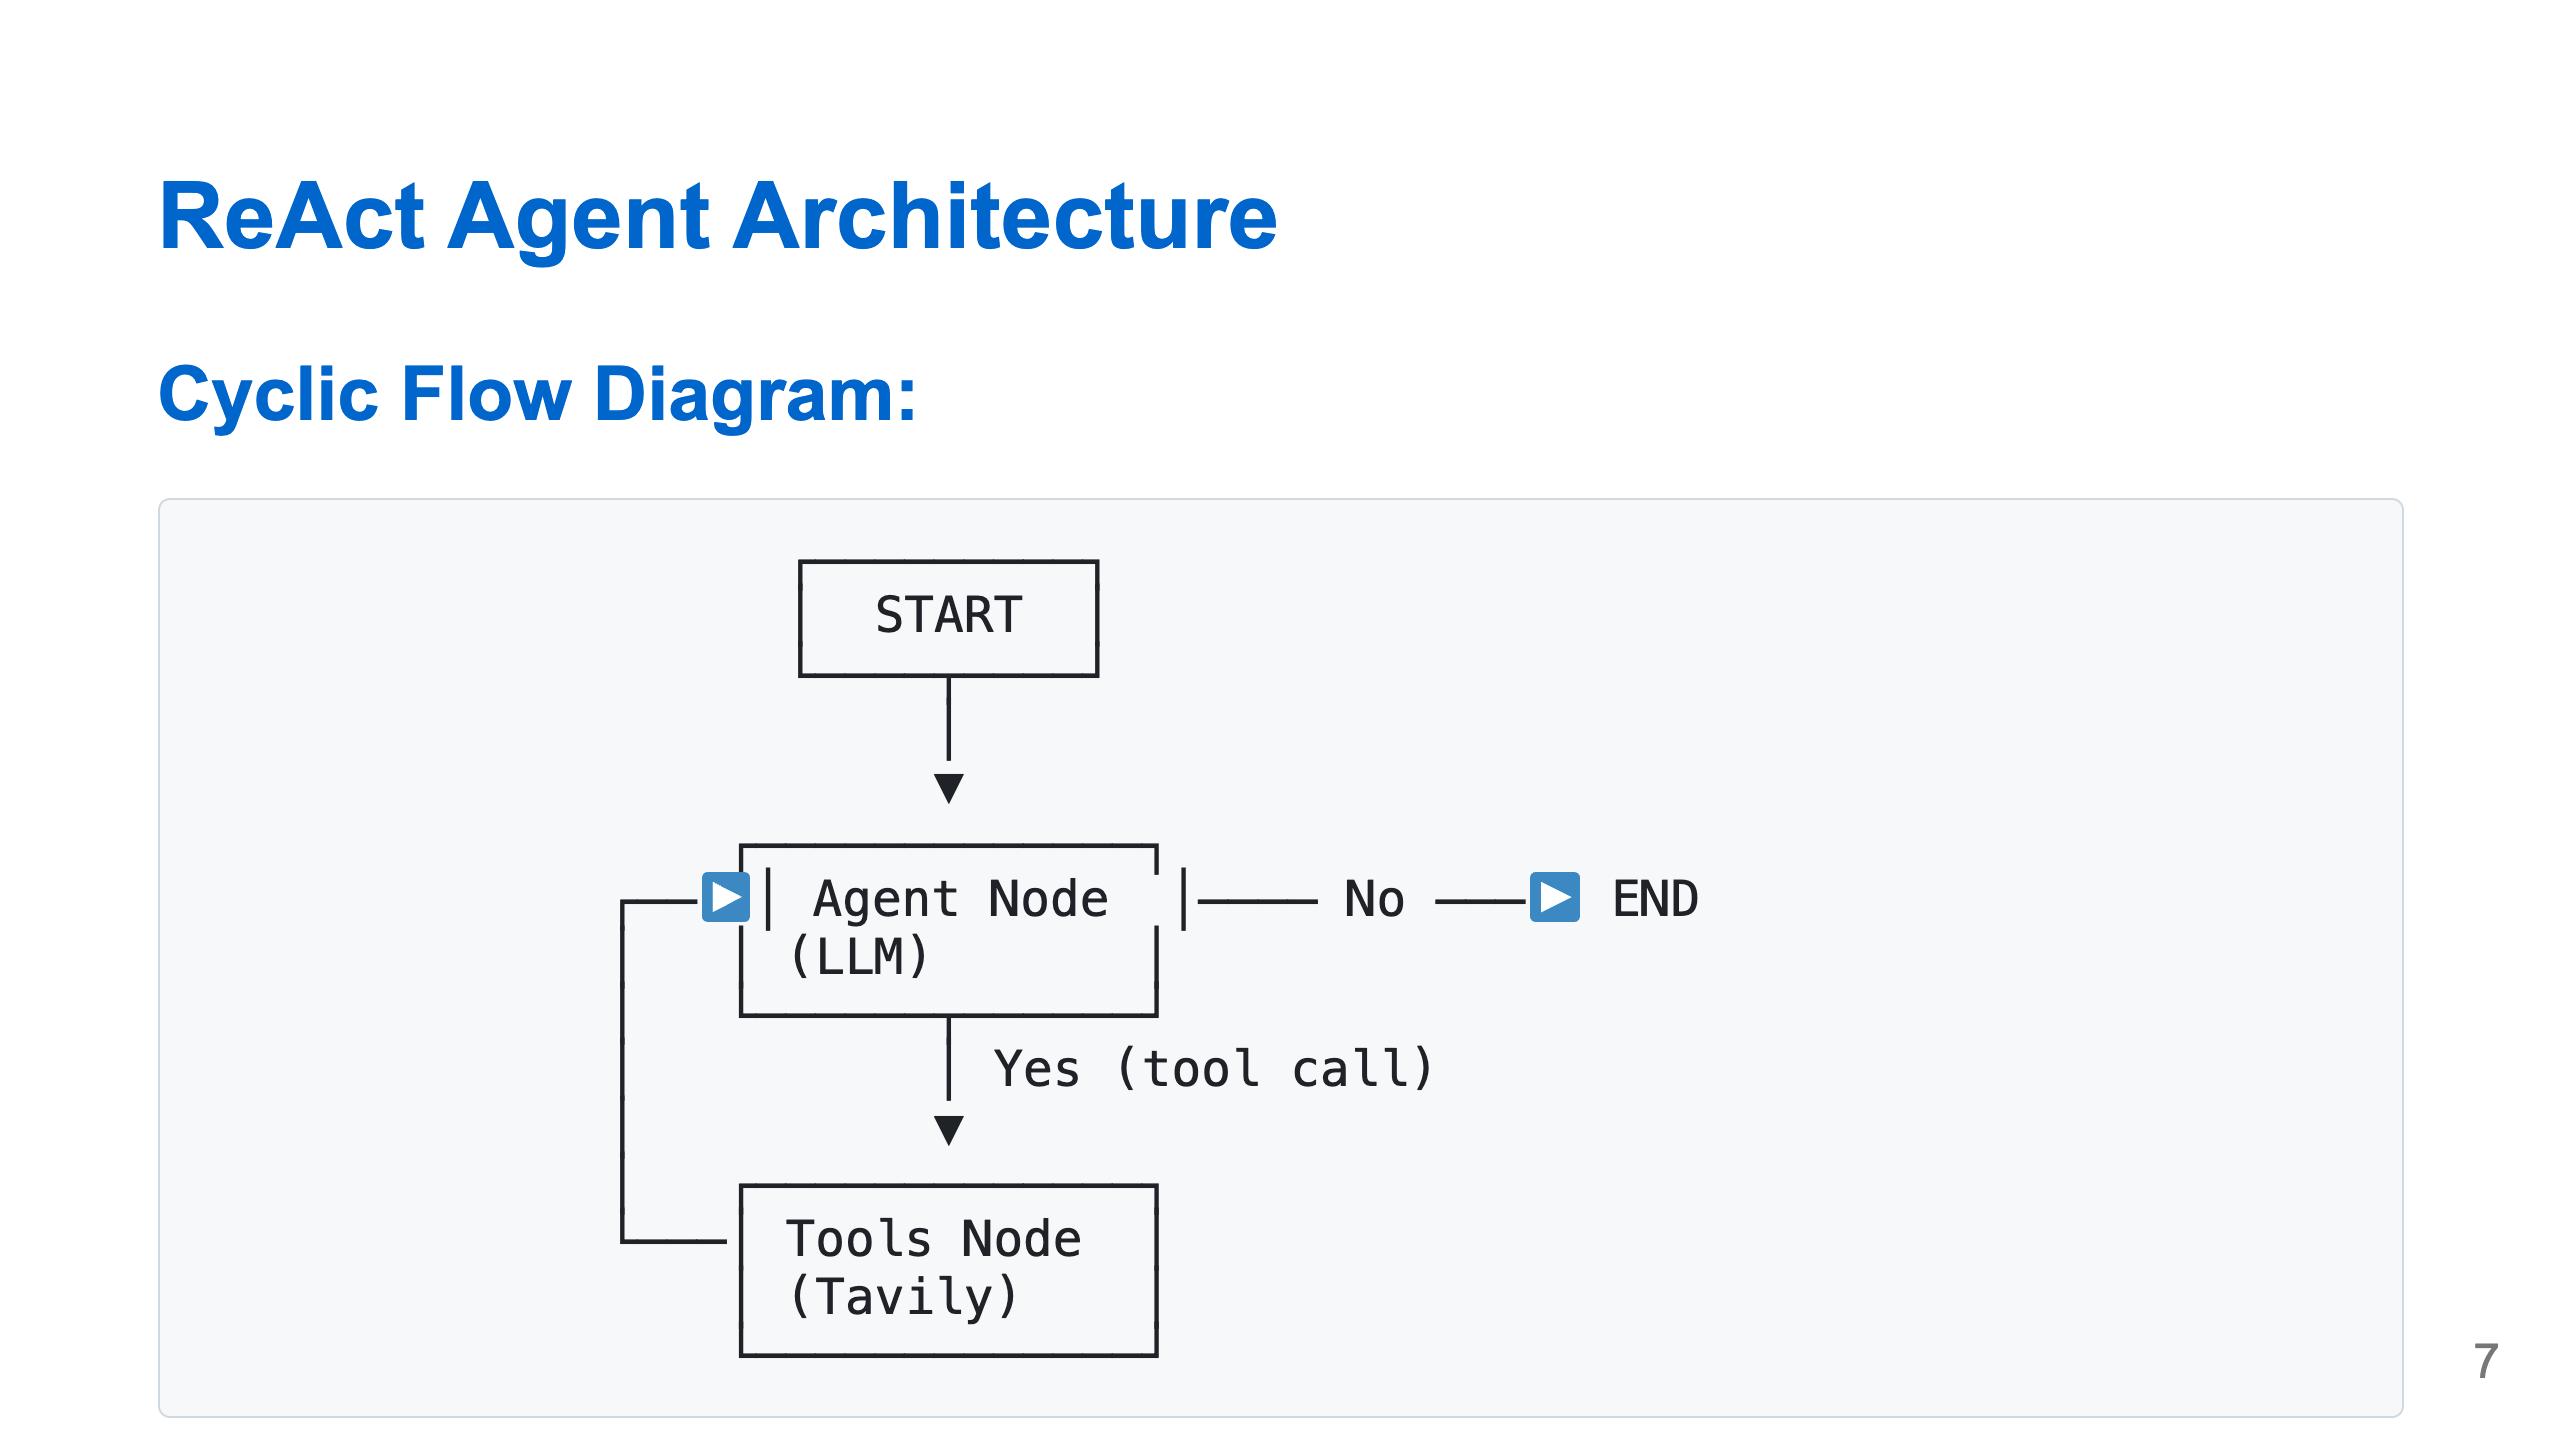 ReAct Agent Architecture
Cyclic Flow Diagram:
START
Agent Node
No
END
(LLM)
Yes (tool call)
Tools Node
(Tavily)
7